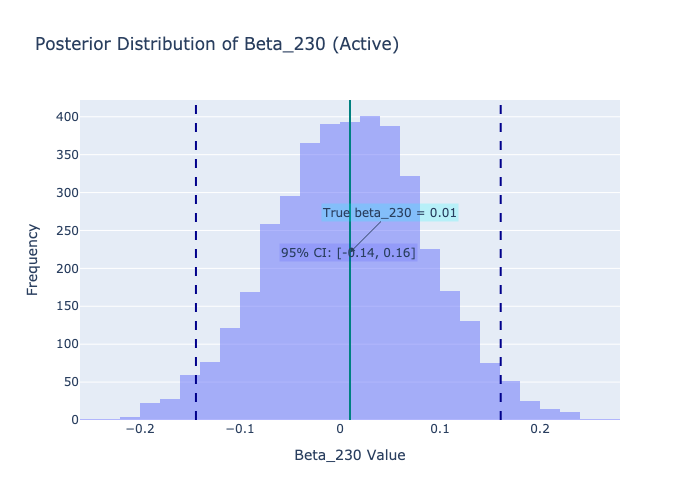 Posterior Distribution of Beta_230 (Active)
400
350
300
250
200
150
100
50
0
Frequency
True beta_230 = 0.01
95% CI: [-0.14, 0.16]
−0.2
−0.1
0
0.1
0.2
Beta_230 Value